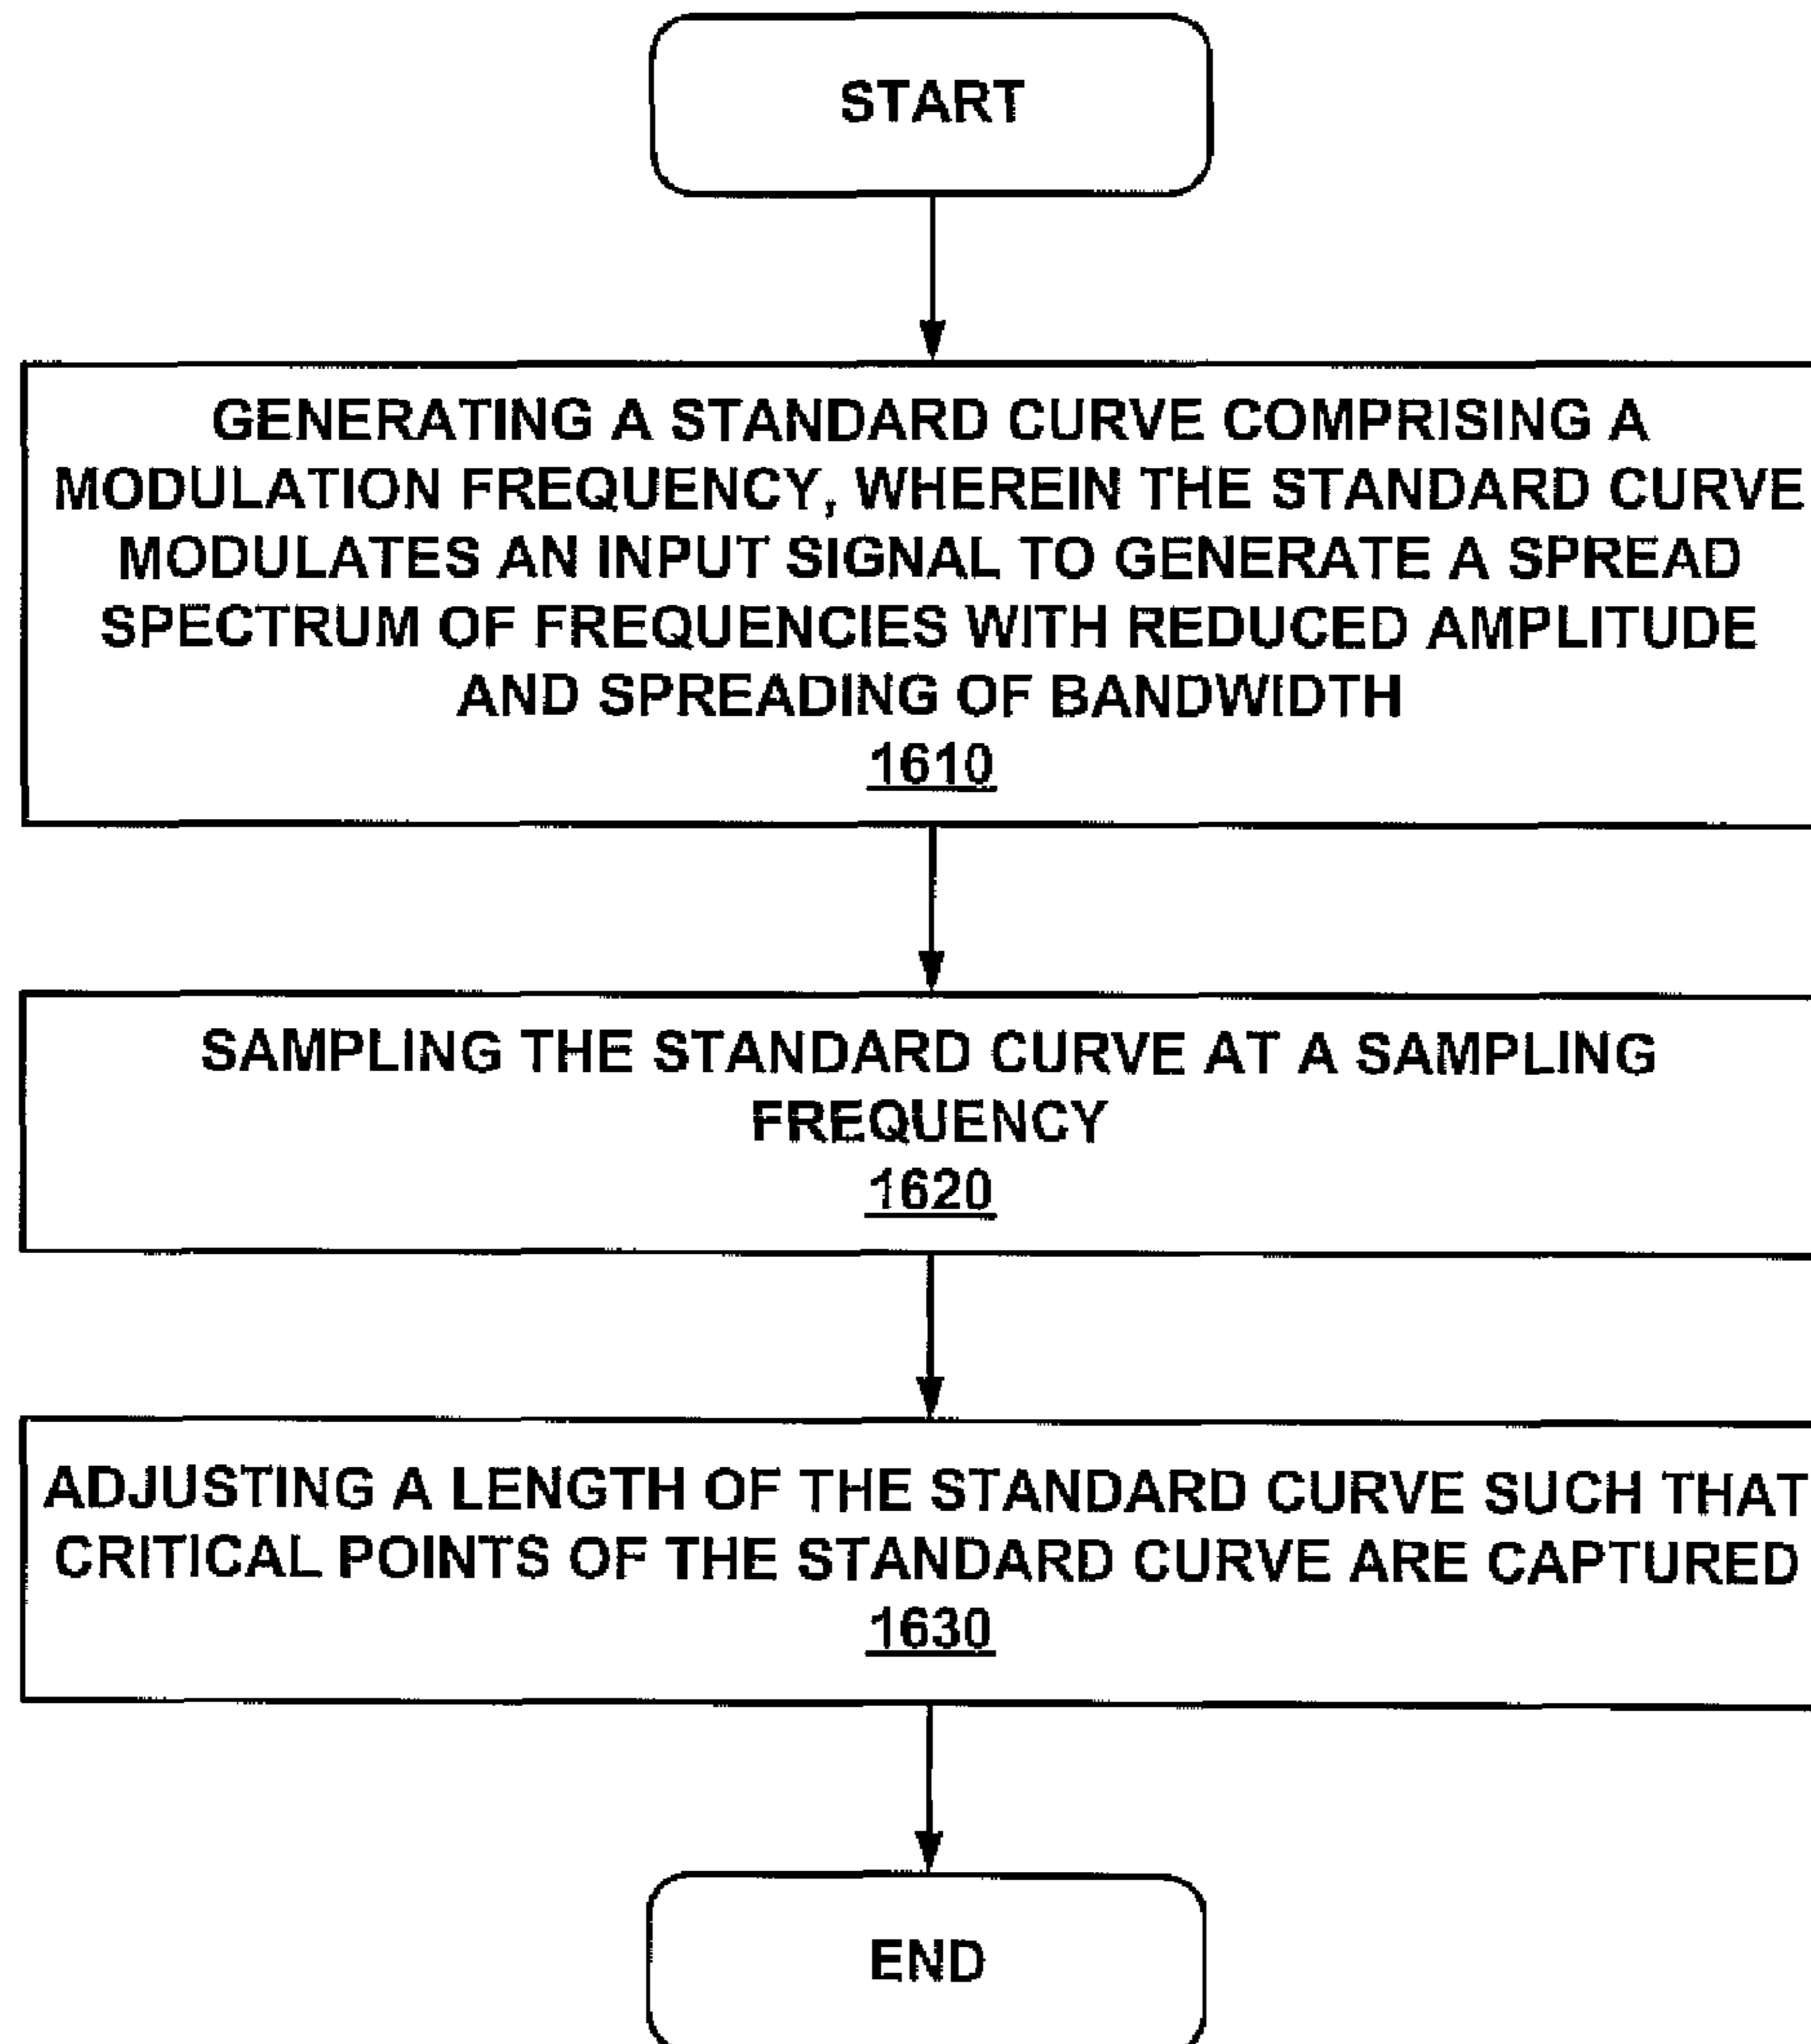 START
GENERATING A STANDARD CURVE COMPRISING A
MODULATION FREQUENCY, WHEREIN THE STANDARD CURVE
MODULATES AN INPUT SIGNAL TO GENERATE A SPREAD
SPECTRUM OF FREQUENCIES WITH REDUCED AMPLITUDE
AND SPREADING OF BANDWIDTH
1610
SAMPLING THE STANDARD CURVE AT A SAMPLING
FREQUENCY
1620
ADJUSTING A LENGTH OF THE STANDARD CURVE SUCH THAT
CRITICAL POINTS OF THE STANDARD CURVE ARE CAPTURED
1630
END